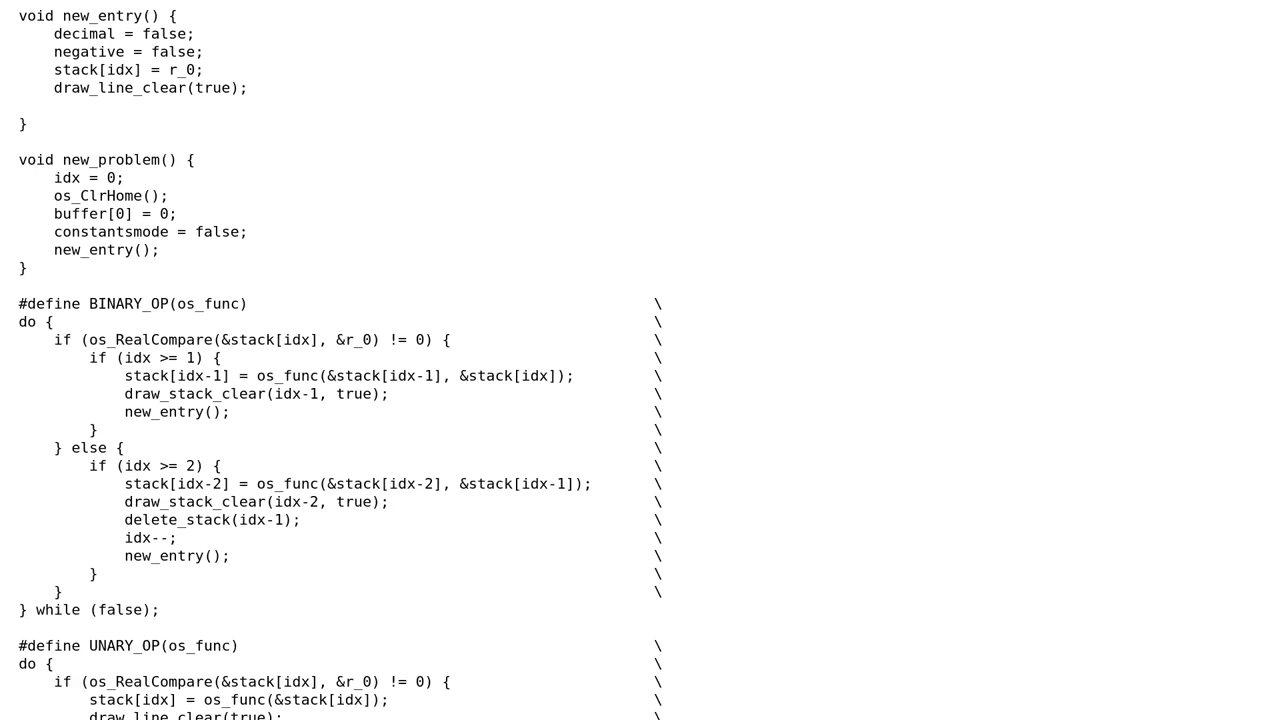 void new_entry() {
    decimal = false;
    negative = false;
    stack[idx] = r_0;
    draw_line_clear(true);

}

void new_problem() {
    idx = 0;
    os_ClrHome();
    buffer[0] = 0;
    constantsmode = false;
    new_entry();
}

#define BINARY_OP(os_func)                                              \
do {                                                                    \
    if (os_RealCompare(&stack[idx], &r_0) != 0) {                       \
        if (idx >= 1) {                                                 \
            stack[idx-1] = os_func(&stack[idx-1], &stack[idx]);         \
            draw_stack_clear(idx-1, true);                              \
            new_entry();                                                \
        }                                                               \
    } else {                                                            \
        if (idx >= 2) {                                                 \
            stack[idx-2] = os_func(&stack[idx-2], &stack[idx-1]);       \
            draw_stack_clear(idx-2, true);                              \
            delete_stack(idx-1);                                        \
            idx--;                                                      \
            new_entry();                                                \
        }                                                               \
    }                                                                   \
} while (false);

#define UNARY_OP(os_func)                                               \
do {                                                                    \
    if (os_RealCompare(&stack[idx], &r_0) != 0) {                       \
        stack[idx] = os_func(&stack[idx]);                              \
        draw_line_clear(true);                                          \